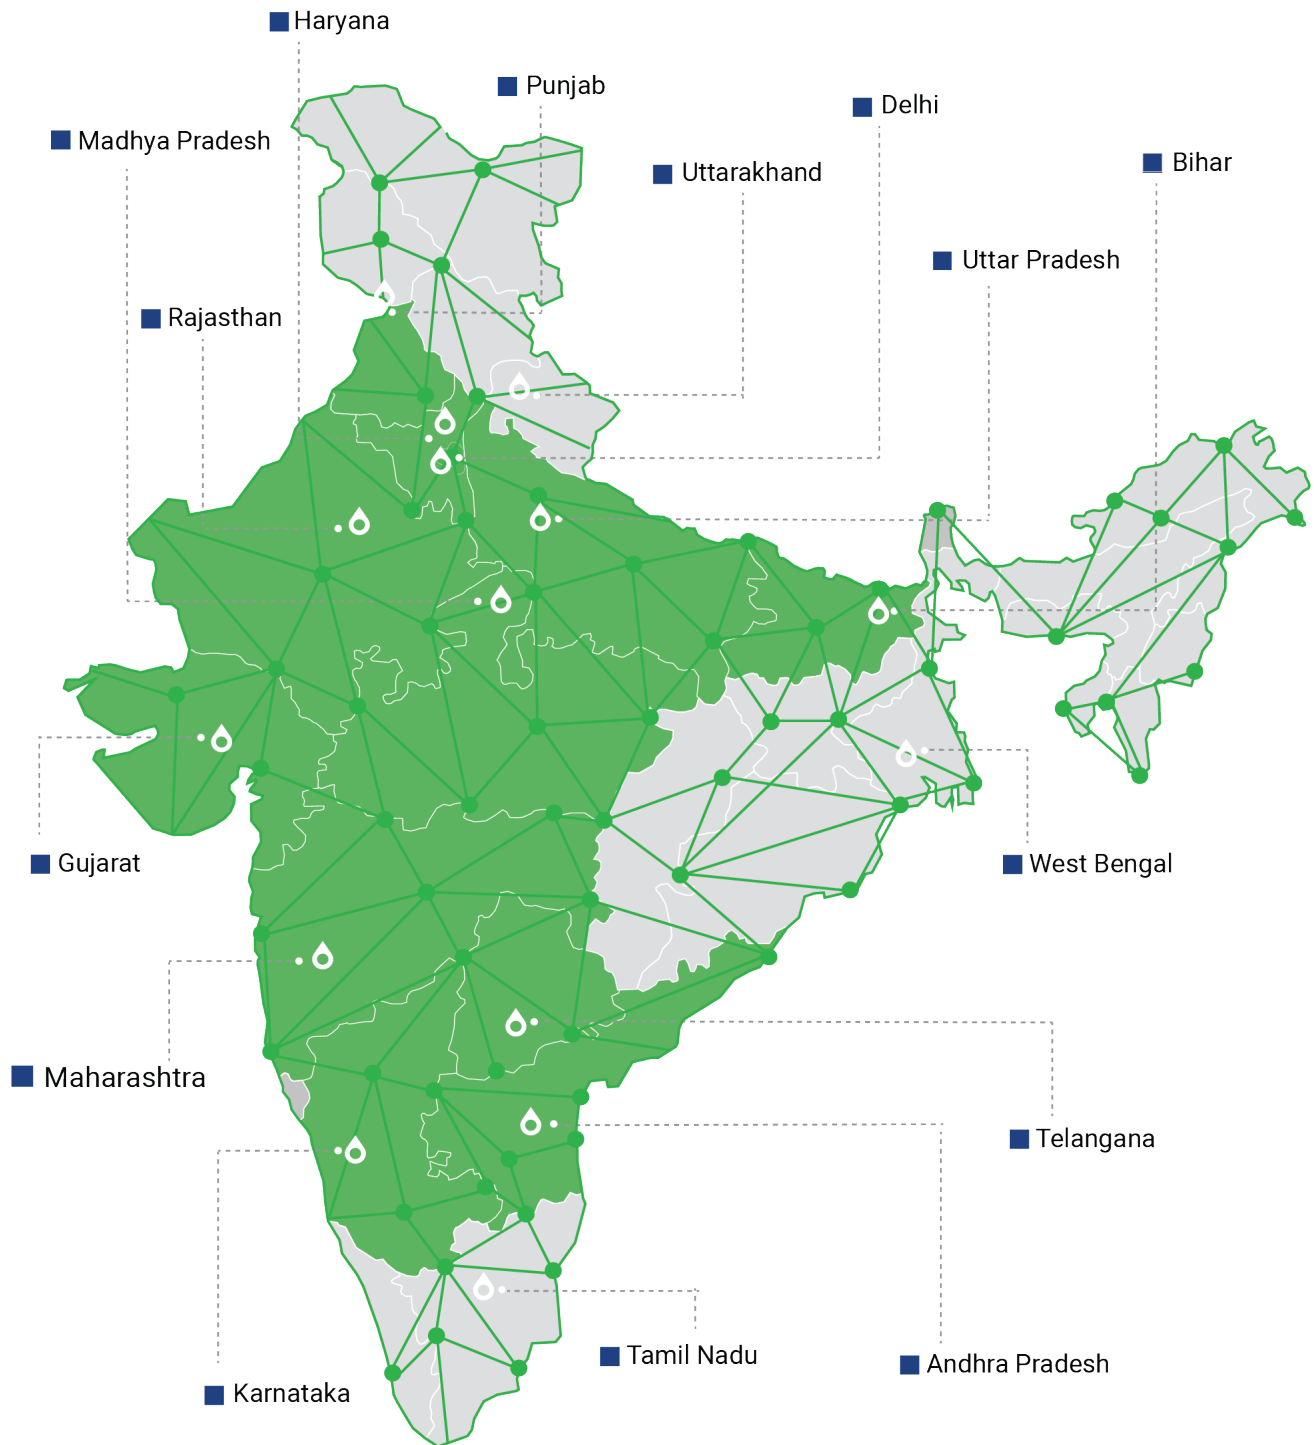 Haryana
Punjab
Delhi
Madhya Pradesh
Uttarakhand
Bihar
Uttar Pradesh
Rajasthan
Gujarat
West Bengal
Maharashtra
Telangana
Tamil Nadu
Andhra Pradesh
Karnataka